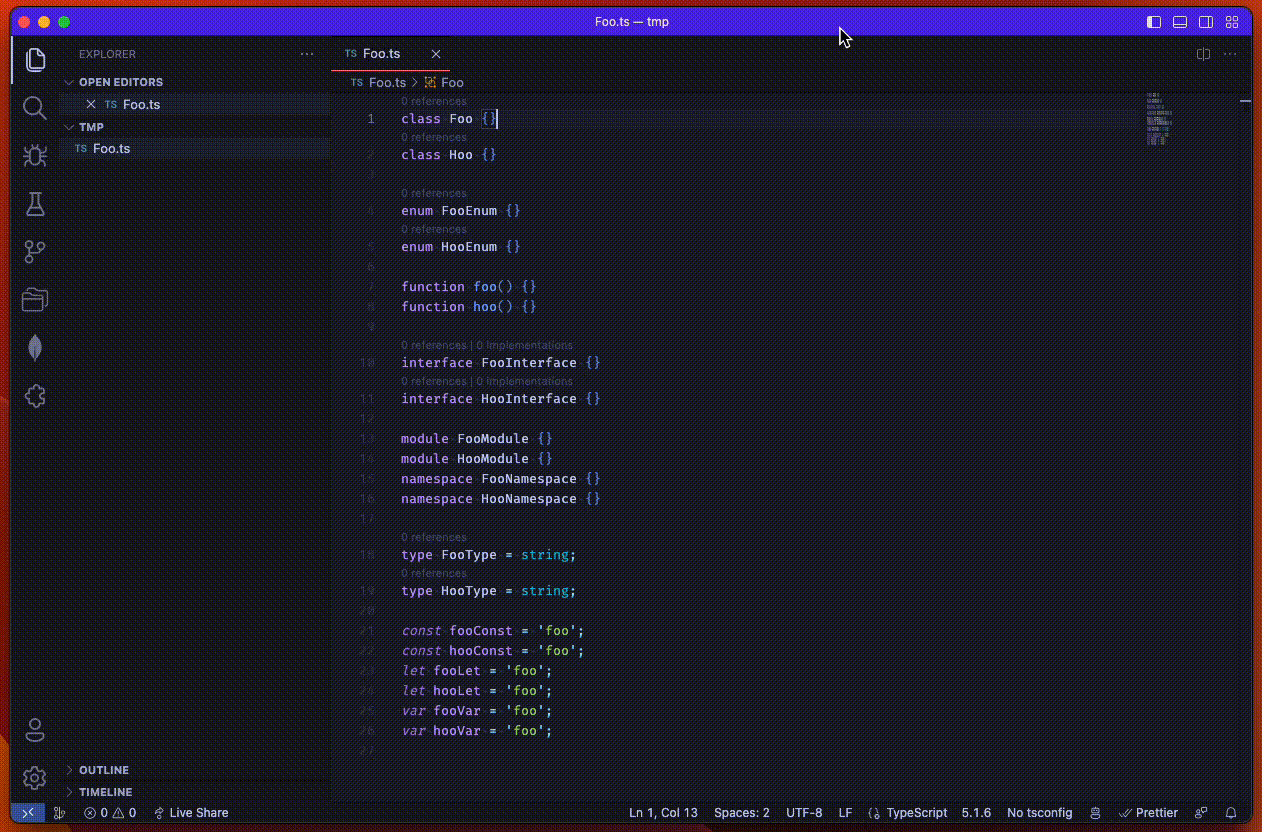 Foo.ts — tmp
EXPLORER
OPEN EDITORS
TS Foo.ts
TMP
TS Foo.ts
OUTLINE
TIMELINE
TS Foo.ts
TS Foo.ts > Foo
0 references
1 class Foo {}
0 references
2 class Hoo {}
3
0 references
4 enum FooEnum {}
0 references
5 enum HooEnum {}
6
7 function foo() {}
8 function hoo() {}
9
0 references | 0 implementations
10 interface FooInterface {}
0 references | 0 implementations
11 interface HooInterface {}
12
13 module FooModule {}
14 module HooModule {}
15 namespace FooNamespace {}
16 namespace HooNamespace {}
17
0 references
18 type FooType = string;
0 references
19 type HooType = string;
20
21 const fooConst = 'foo';
22 const hooConst = 'foo';
23 let fooLet = 'foo';
24 let hooLet = 'foo';
25 var fooVar = 'foo';
26 var hooVar = 'foo';
27
0 0 Live Share Ln 1, Col 13 Spaces: 2 UTF-8 LF {} TypeScript 5.1.6 No tsconfig Prettier